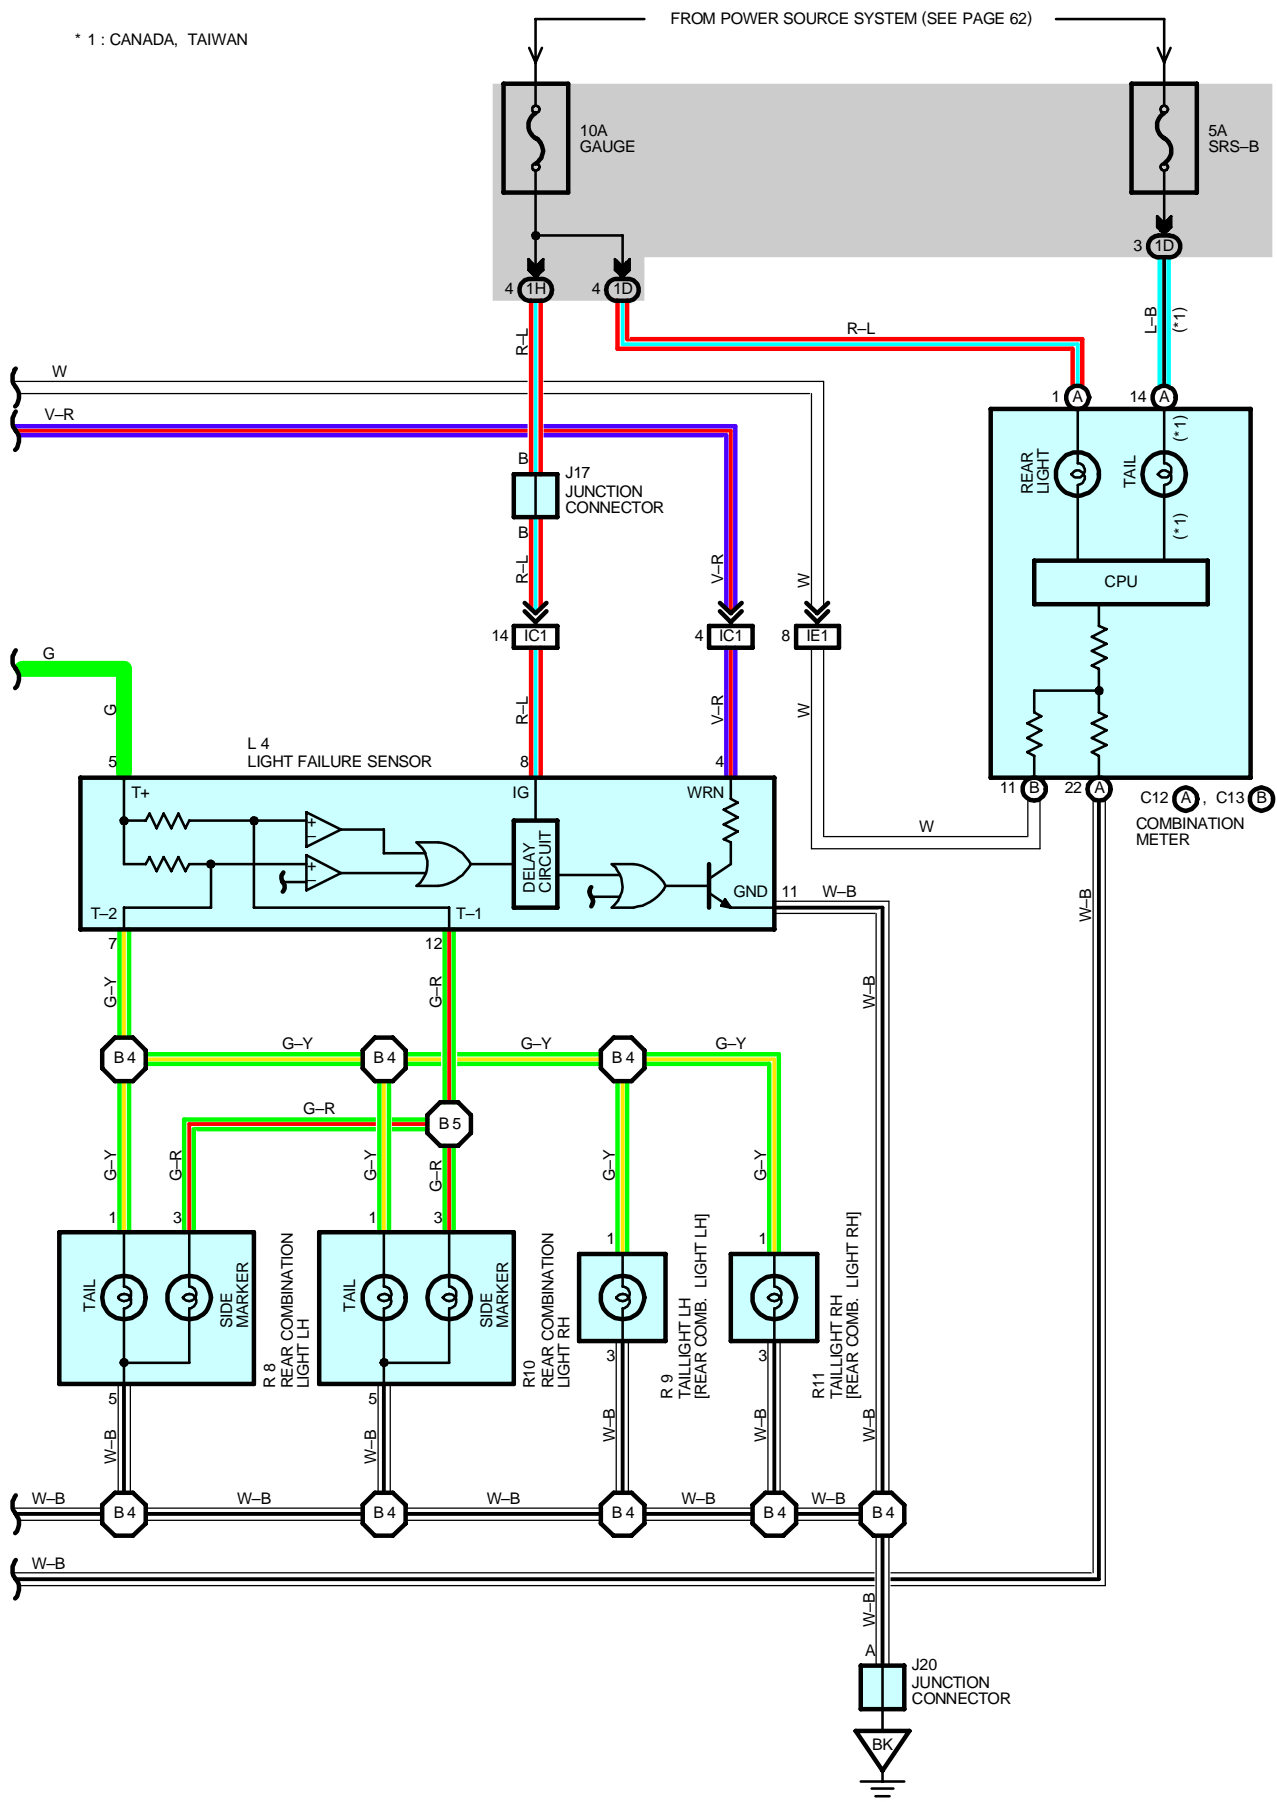 FROM POWER SOURCE SYSTEM (SEE PAGE 62)
* 1 : CANADA, TAIWAN
10A
GAUGE
5A
SRS–B
3 1D
4 1H
4 1D
R–L
R–L
L–B
(*1)
W
V–R
1 A
14 A
(*1)
REAR
LIGHT
TAIL
(*1)
CPU
B
J17
JUNCTION
CONNECTOR
B
R–L
V–R
W
14 IC1
4 IC1
8 IE1
G
G
R–L
V–R
W
L 4
LIGHT FAILURE SENSOR
5
8
4
11 B
22 A
C12 A , C13 B
COMBINATION
METER
W
T+
IG
WRN
+
–
+
–
DELAY
CIRCUIT
GND
11
W–B
T–2
T–1
7
12
W–B
G–Y
G–R
W–B
B 4
G–Y
B 4
G–Y
B 4
G–Y
G–R
B 5
G–Y
G–R
G–Y
G–R
G–Y
G–Y
1
3
1
3
1
1
TAIL
SIDE
MARKER
R 8
REAR COMBINATION
LIGHT LH
TAIL
SIDE
MARKER
R10
REAR COMBINATION
LIGHT RH
R 9
TAILLIGHT LH
[REAR COMB. LIGHT LH]
R11
TAILLIGHT RH
[REAR COMB. LIGHT RH]
3
3
5
5
W–B
W–B
W–B
W–B
W–B
W–B
B 4
W–B
B 4
W–B
B 4
W–B
B 4
W–B
B 4
W–B
W–B
A
J20
JUNCTION
CONNECTOR
BK